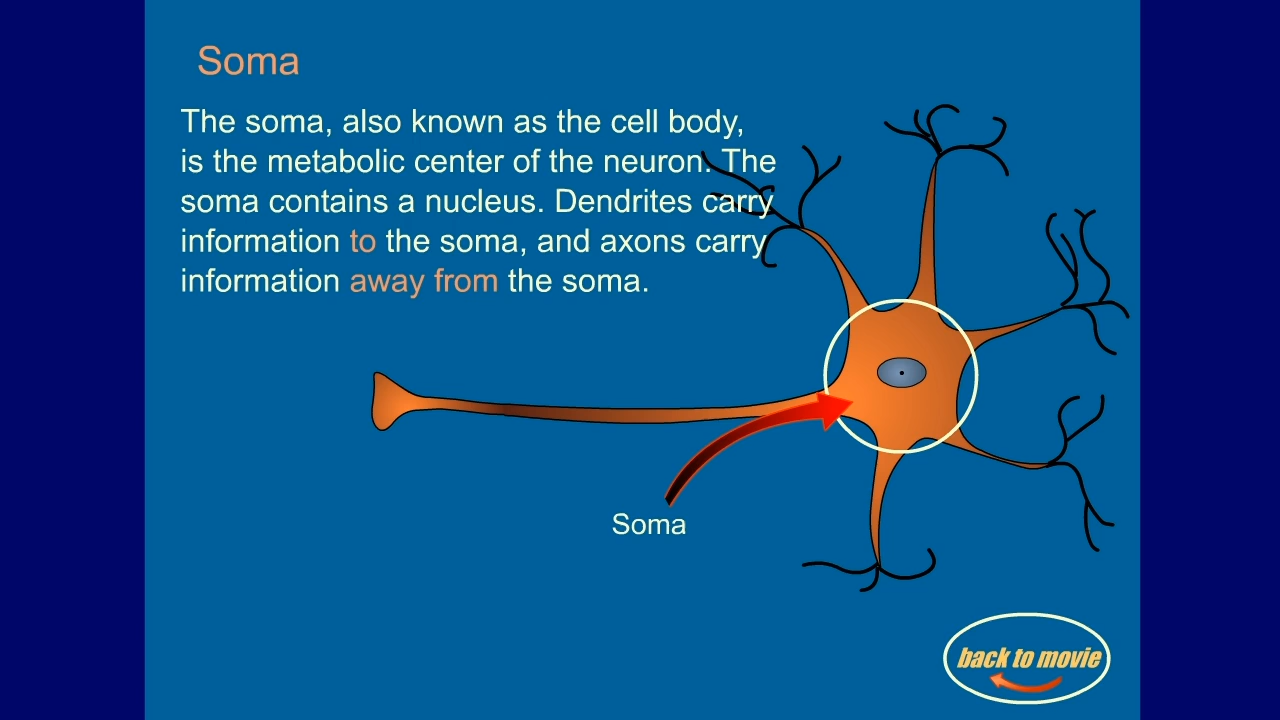 Soma
The soma, also known as the cell body,
is the metabolic center of the neuron. The
soma contains a nucleus. Dendrites carry
information to the soma, and axons carry
information away from the soma.
Soma
back to movie